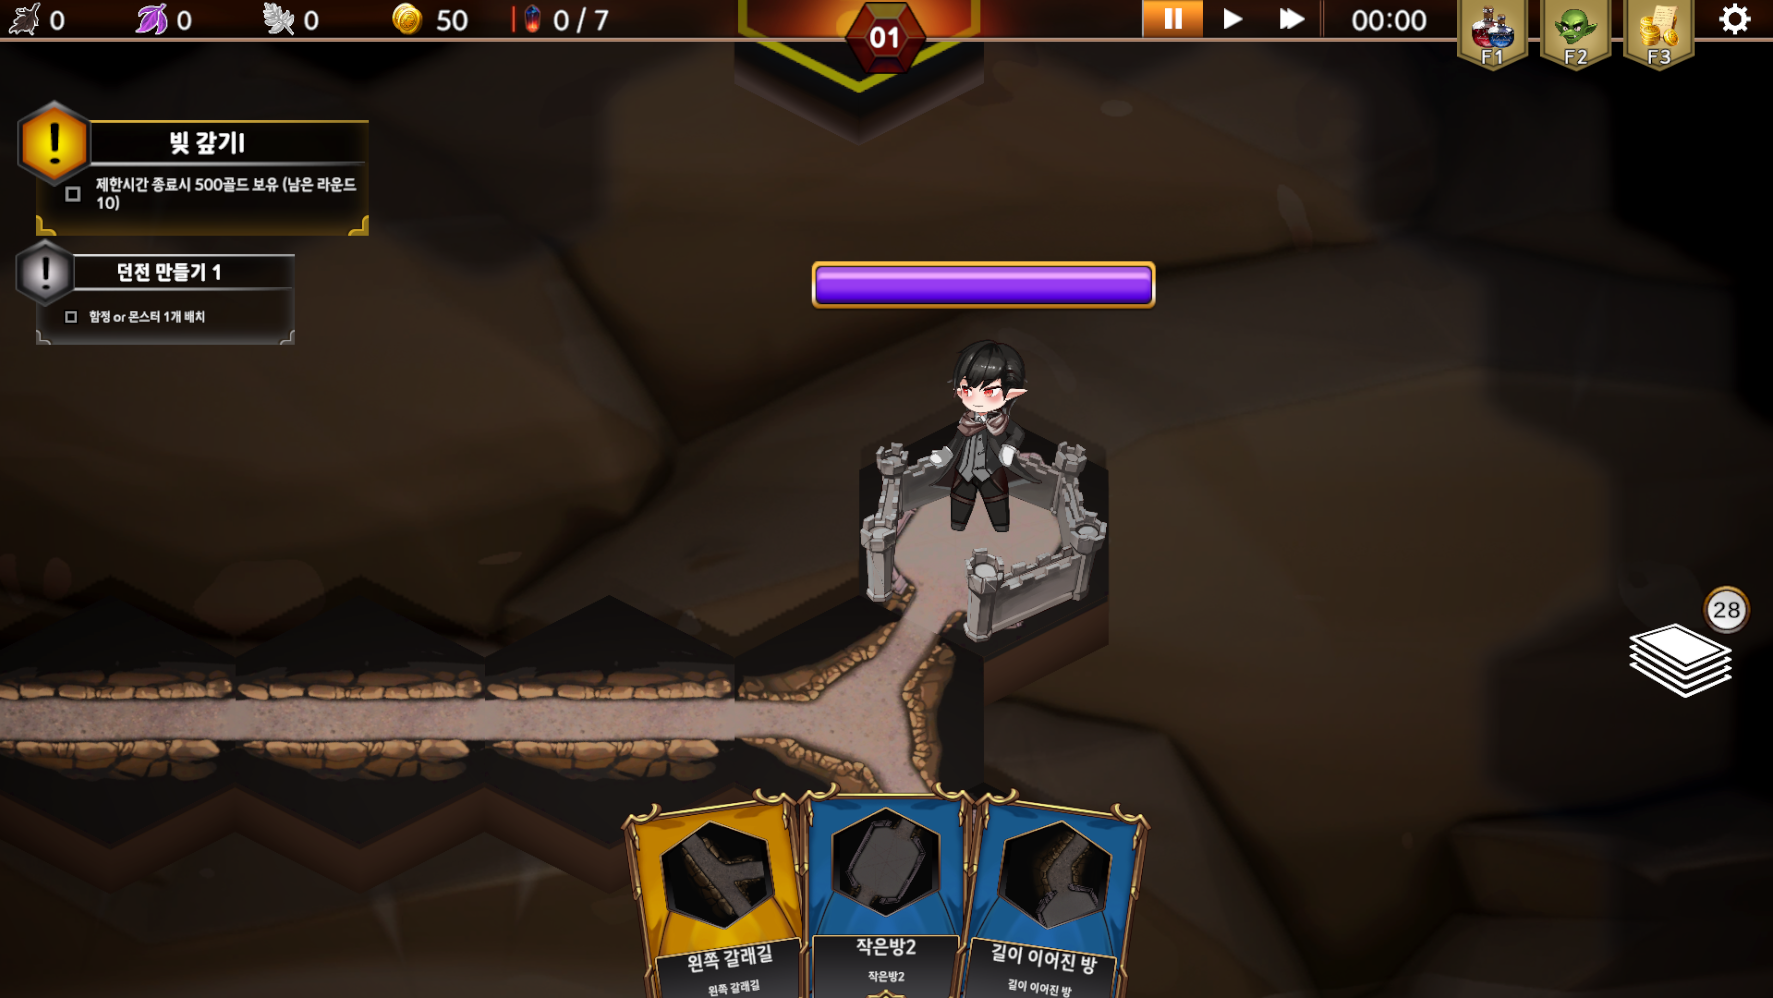 0
0
0
50
0 / 7
01
00:00
F1
F2
F3
빚 갚기I
제한시간 종료시 500골드 보유 (남은 라운드
10)
던전 만들기 1
함정 or 몬스터 1개 배치
28
왼쪽 갈래길
왼쪽 갈래길
작은방2
작은방2
길이 이어진 방
길이 이어진 방